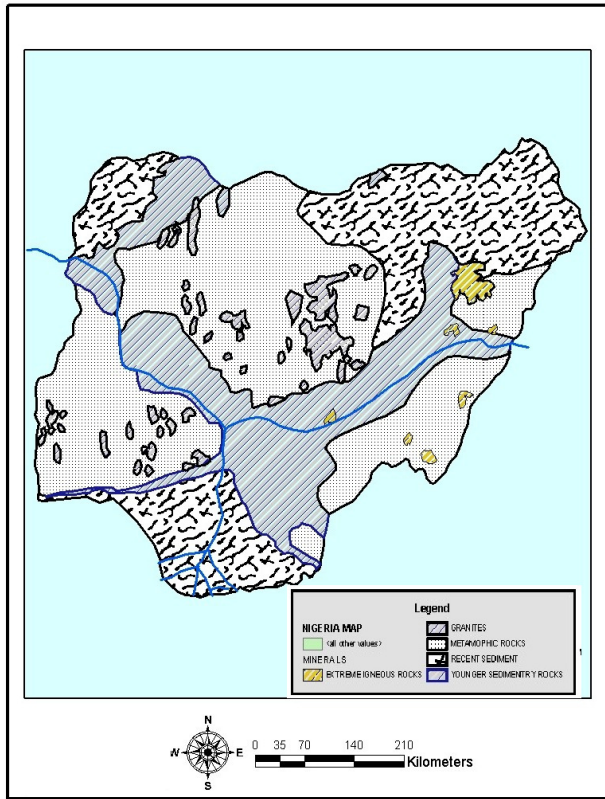 Legend
NIGERIA MAP
<all other values>
MINERALS
EXTREME IGNEOUS ROCKS
GRANITES
METAMOPHIC ROCKS
RECENT SEDIMENT
YOUNGER SEDIMENTRY ROCKS
1
N
W E
S
0 35 70 140 210
Kilometers